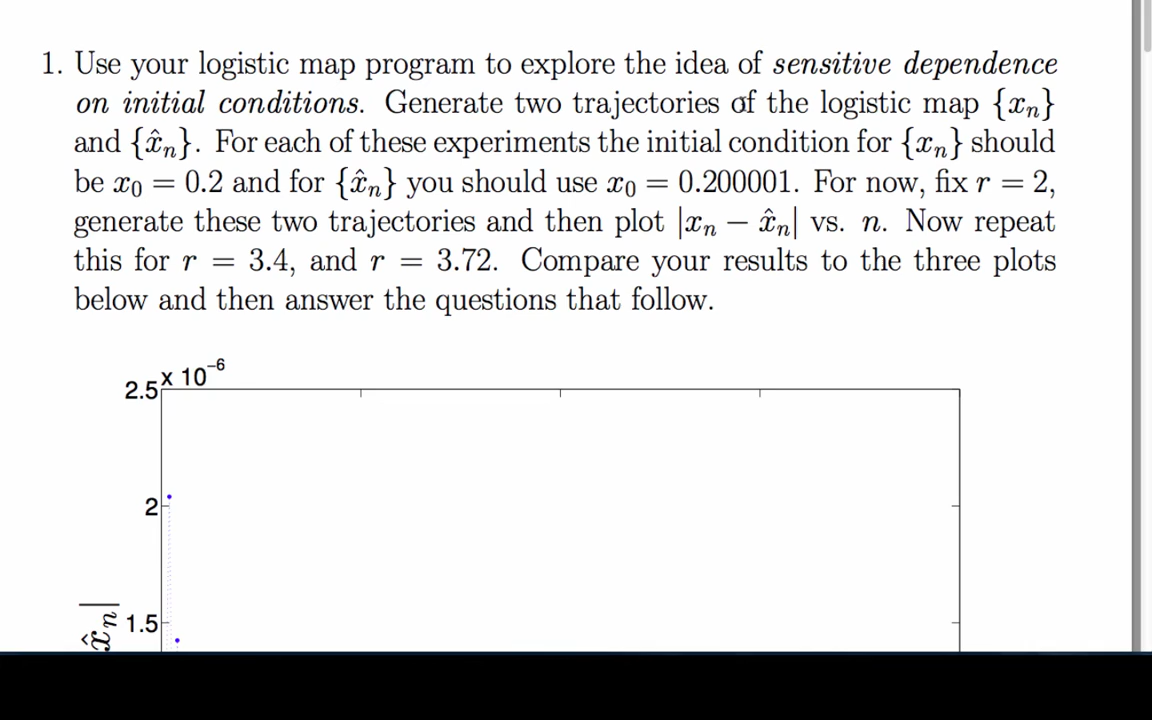 1. Use your logistic map program to explore the idea of sensitive dependence
on initial conditions. Generate two trajectories of the logistic map {xₙ}
and {x̂ₙ}. For each of these experiments the initial condition for {xₙ} should
be x₀ = 0.2 and for {x̂ₙ} you should use x₀ = 0.200001. For now, fix r = 2,
generate these two trajectories and then plot |xₙ − x̂ₙ| vs. n. Now repeat
this for r = 3.4, and r = 3.72. Compare your results to the three plots
below and then answer the questions that follow.
x 10⁻⁶
2.5
2
1.5
x̂ₙ|